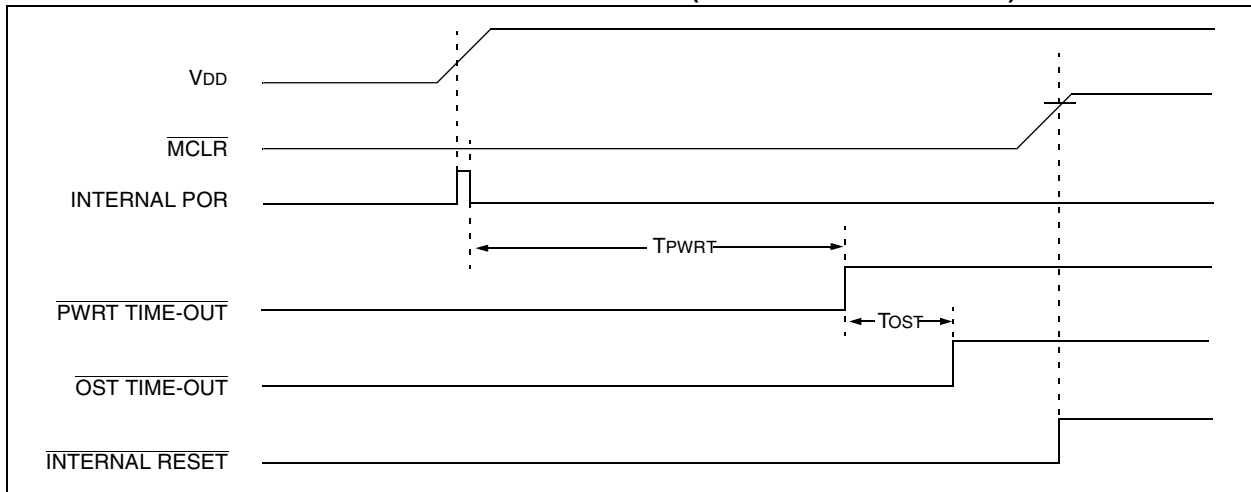 VDD
MCLR
INTERNAL POR
TPWRT
PWRT TIME-OUT
TOST
OST TIME-OUT
INTERNAL RESET